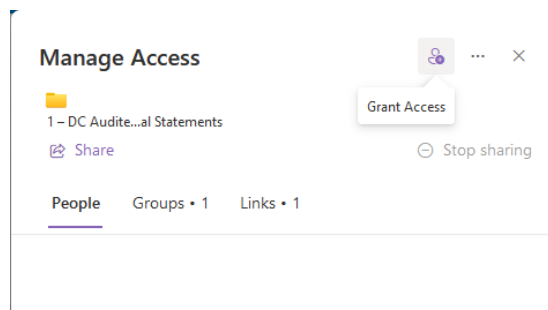 Manage Access
Grant Access
1 – DC Audite...al Statements
Share
Stop sharing
People
Groups • 1
Links • 1